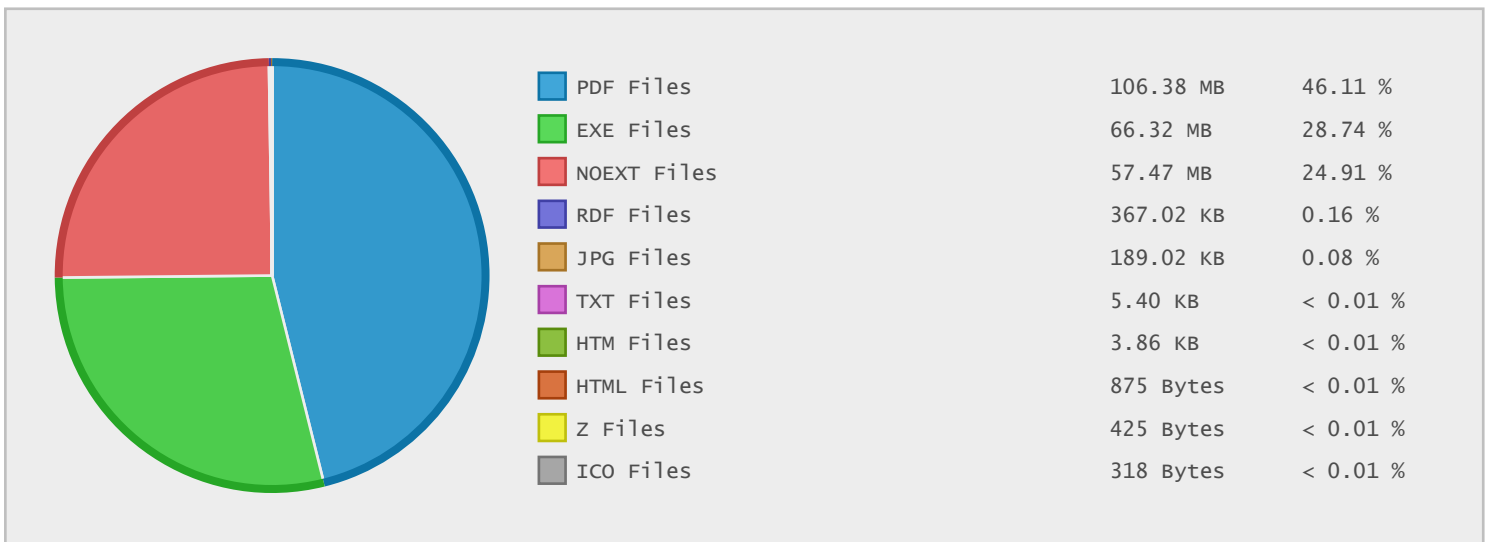 PDF Files 106.38 MB 46.11 %
EXE Files 66.32 MB 28.74 %
NOEXT Files 57.47 MB 24.91 %
RDF Files 367.02 KB 0.16 %
JPG Files 189.02 KB 0.08 %
TXT Files 5.40 KB < 0.01 %
HTM Files 3.86 KB < 0.01 %
HTML Files 875 Bytes < 0.01 %
Z Files 425 Bytes < 0.01 %
ICO Files 318 Bytes < 0.01 %